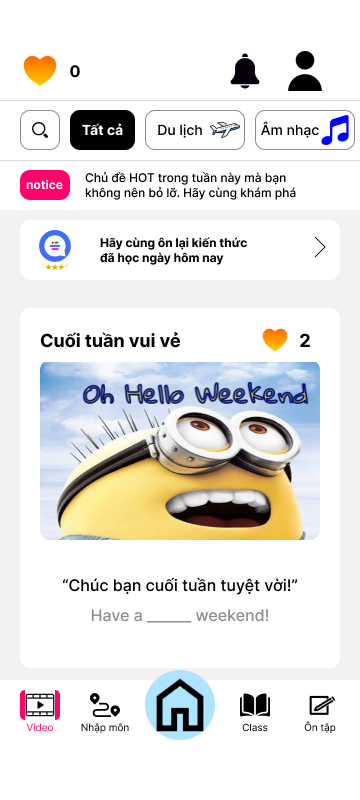 0
Tất cả
Du lịch
Âm nhạc
notice
Chủ đề HOT trong tuần này mà bạn
không nên bỏ lỡ. Hãy cùng khám phá
Hãy cùng ôn lại kiến thức
đã học ngày hôm nay
Cuối tuần vui vẻ
2
Oh Hello Weekend
“Chúc bạn cuối tuần tuyệt vời!”
Have a ______ weekend!
Video
Nhập môn
Class
Ôn tập